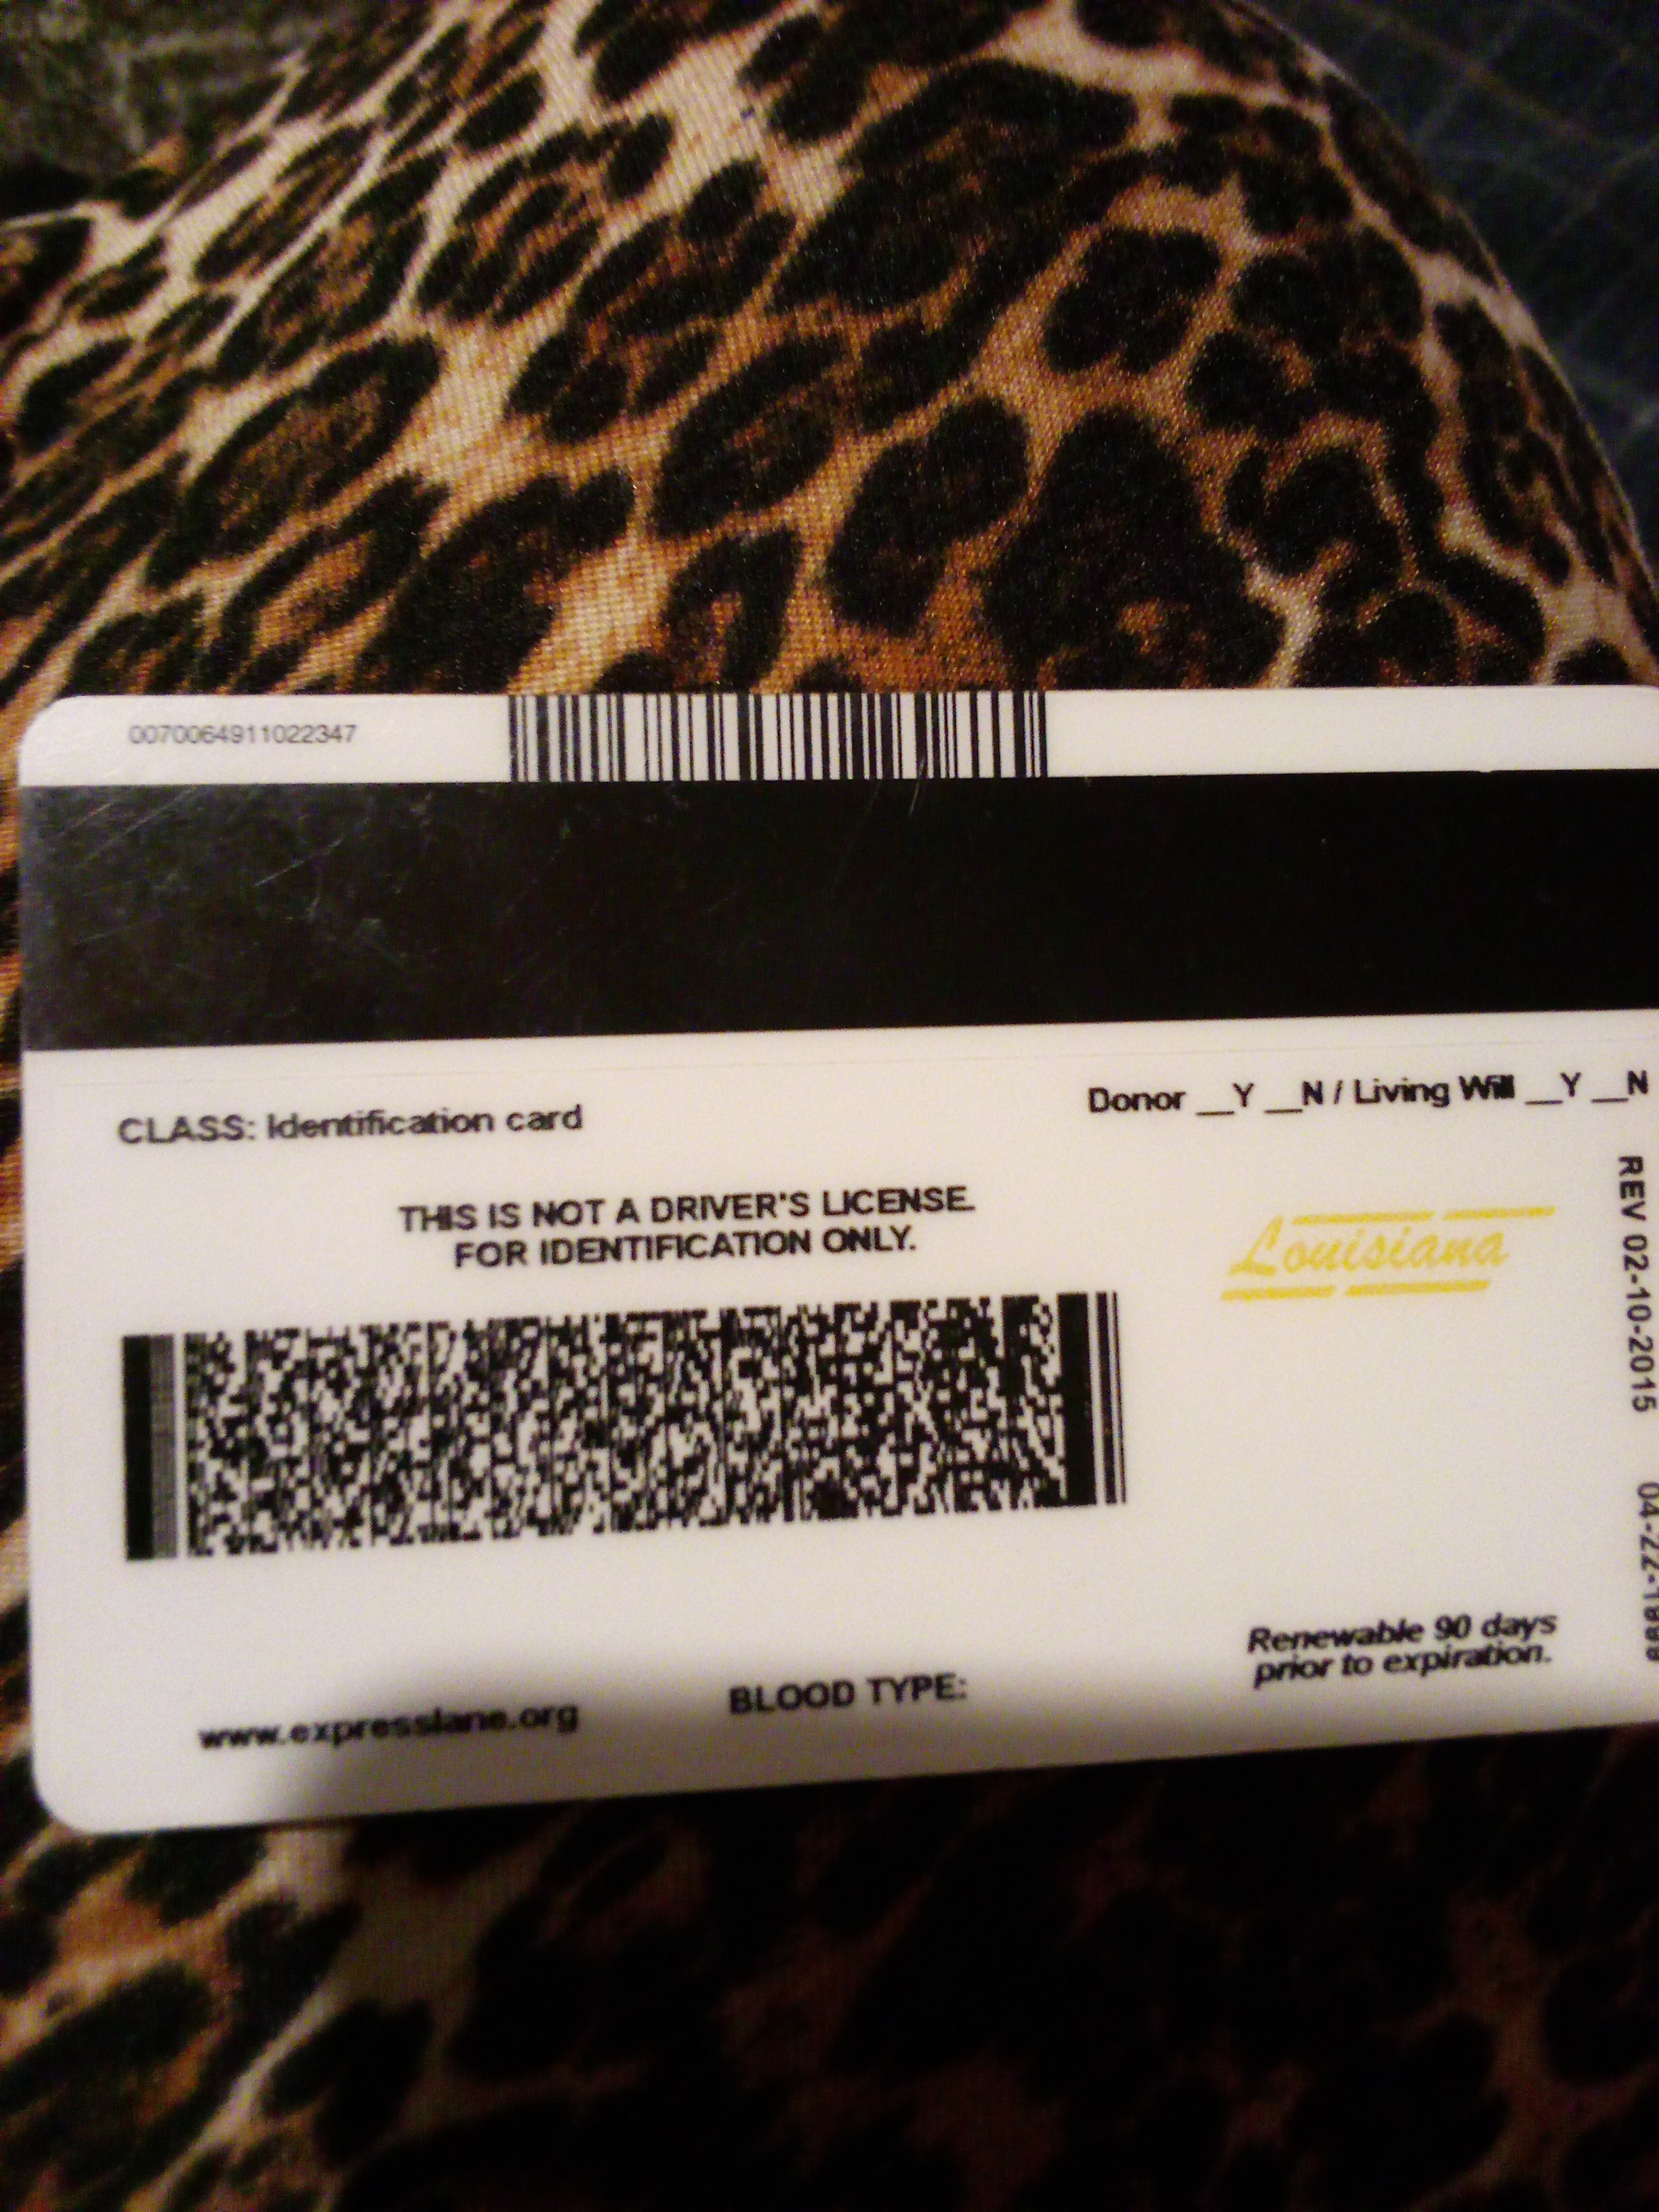 0070064911022347
CLASS: Identification card
Donor __Y __N / Living Will __Y __N
THIS IS NOT A DRIVER'S LICENSE.
FOR IDENTIFICATION ONLY.
Louisiana
REV 02-10-2015
Renewable 90 days
prior to expiration.
BLOOD TYPE:
www.expresslane.org